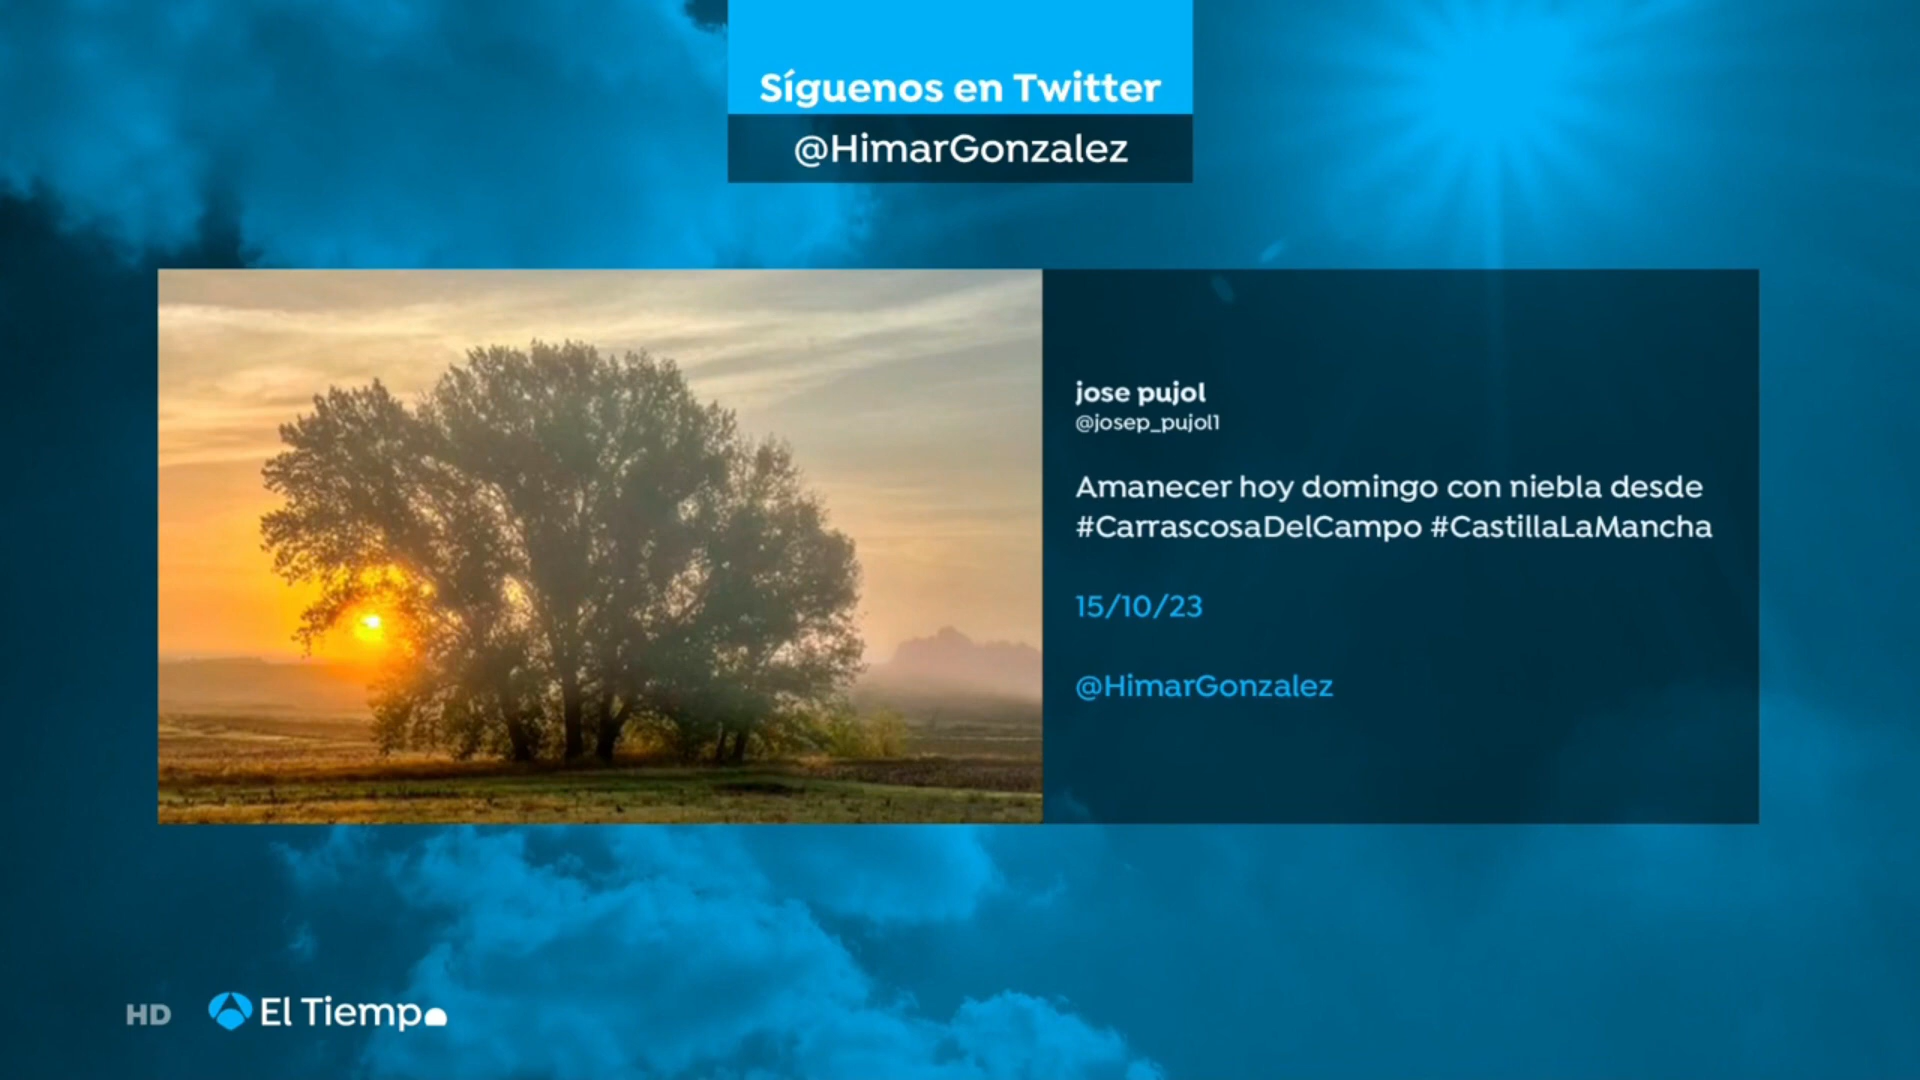 Síguenos en Twitter
@HimarGonzalez
jose pujol
@josep_pujol1
Amanecer hoy domingo con niebla desde
#CarrascosaDelCampo #CastillaLaMancha
15/10/23
@HimarGonzalez
HD El Tiempo